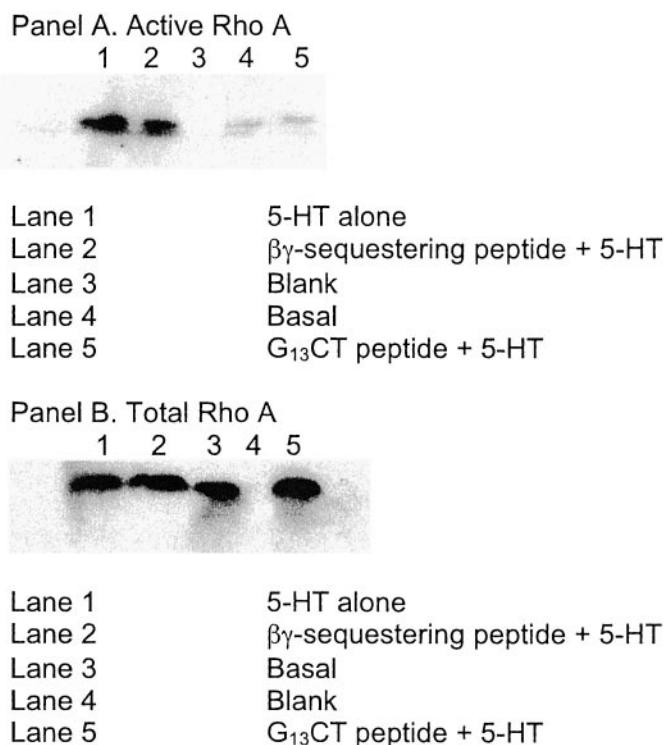 Panel A. Active Rho A
1 2 3 4 5
Lane 1 5-HT alone
Lane 2 βγ-sequestering peptide + 5-HT
Lane 3 Blank
Lane 4 Basal
Lane 5 G₁₃CT peptide + 5-HT
Panel B. Total Rho A
1 2 3 4 5
Lane 1 5-HT alone
Lane 2 βγ-sequestering peptide + 5-HT
Lane 3 Basal
Lane 4 Blank
Lane 5 G₁₃CT peptide + 5-HT